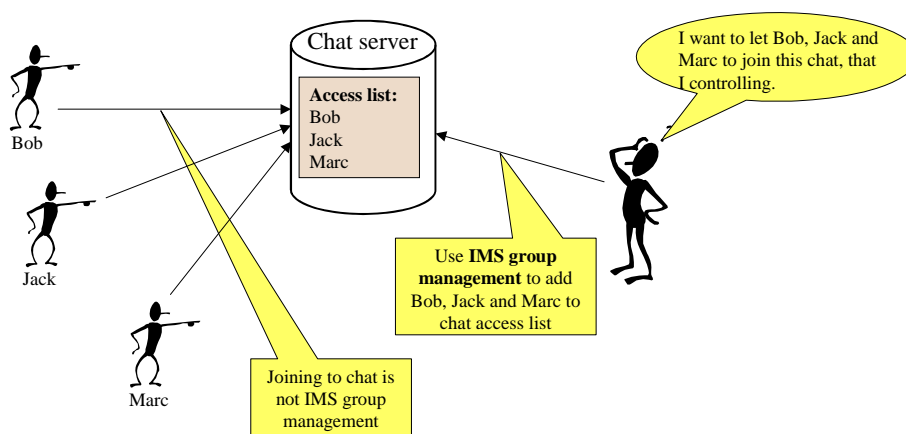 Chat server
Access list:
Bob
Jack
Marc
I want to let Bob, Jack and
Marc to join this chat, that
I controlling.
Bob
Jack
Marc
Use IMS group
management to add
Bob, Jack and Marc to
chat access list
Joining to chat is
not IMS group
management